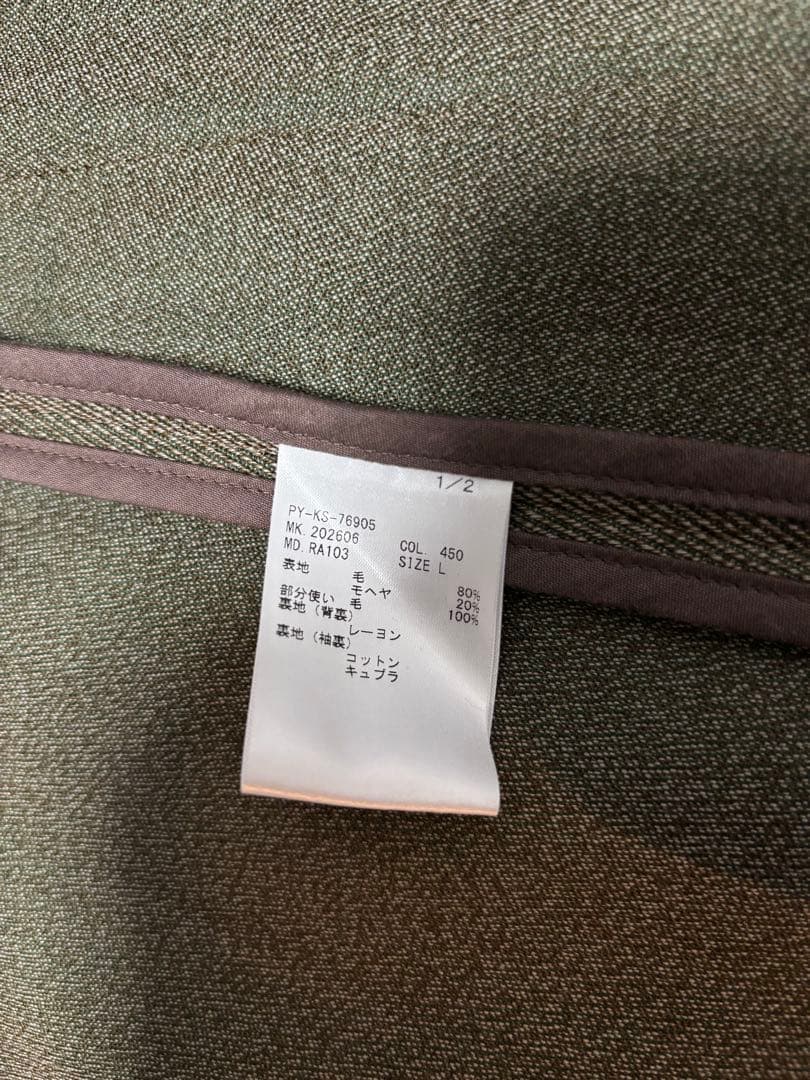 1/2
PY-KS-76905
MK. 202606 COL. 450
MD. RA103 SIZE L
表地 毛 80%
モヘヤ 20%
部分使い 毛 100%
裏地(背裏)
レーヨン
裏地(袖裏)
コットン
キュプラ